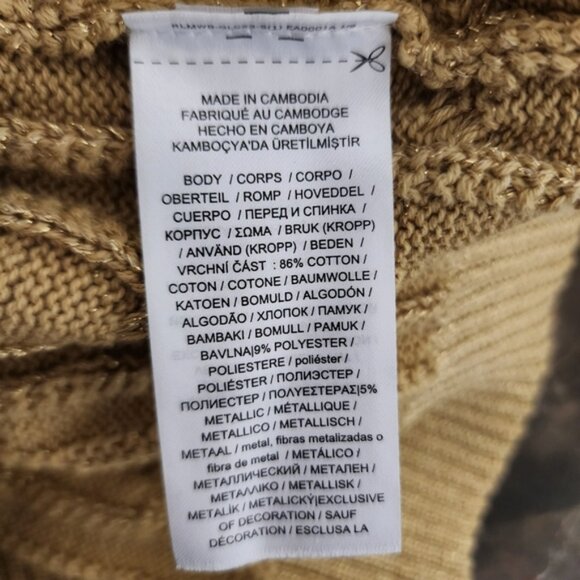 MADE IN CAMBODIA
FABRIQUÉ AU CAMBODGE
HECHO EN CAMBOYA
KAMBOÇYA'DA ÜRETİLMİŞTİR
BODY / CORPS / CORPO /
OBERTEIL / ROMP / HOVEDDEL /
CUERPO / ПЕРЕД И СПИНКА /
КОРПУС / ΣΩΜΑ / BRUK (KROPP)
/ ANVÄND (KROPP) / BEDEN /
VRCHNÍ ČÁST : 86% COTTON /
COTON / COTONE / BAUMWOLLE /
KATOEN / BOMULD / ALGODÓN /
ALGODÃO / ХЛОПОК / ПАМУК /
BAMBAKI / BOMULL / PAMUK /
BAVLNA|9% POLYESTER /
POLIESTERE / poliéster /
POLIÉSTER / ПОЛИЭСТЕР /
ПОЛИЕСТЕР / ΠΟΛΥΕΣΤΕΡΑΣ|5%
METALLIC / MÉTALLIQUE /
METALLICO / METALLISCH /
METAAL / metal, fibras metalizadas o
fibra de metal / METÁLICO /
МЕТАЛЛИЧЕСКИЙ / МЕТАЛЕН /
ΜΕΤΑΛΛΙΚΟ / METALLISK /
METALİK / METALICKÝ|EXCLUSIVE
OF DECORATION / SAUF
DÉCORATION / ESCLUSA LA